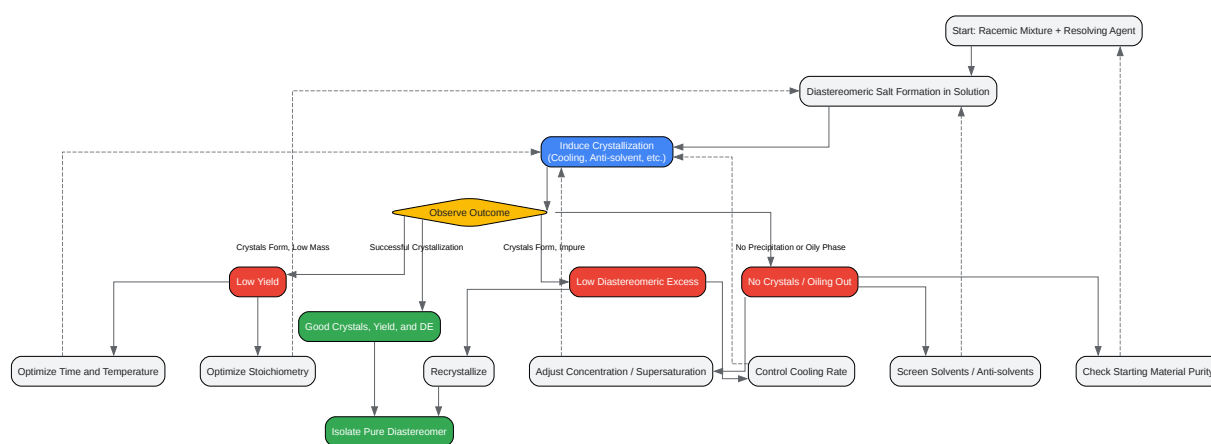 Start: Racemic Mixture + Resolving Agent
Diastereomeric Salt Formation in Solution
Induce Crystallization
(Cooling, Anti-solvent, etc.)
Observe Outcome
Crystals Form, Low Mass
Successful Crystallization
Crystals Form, Impure
No Precipitation or Oily Phase
Low Yield
Low Diastereomeric Excess
No Crystals / Oiling Out
Good Crystals, Yield, and DE
Optimize Time and Temperature
Optimize Stoichiometry
Recrystallize
Adjust Concentration / Supersaturation
Control Cooling Rate
Screen Solvents / Anti-solvents
Check Starting Material Purity
Isolate Pure Diastereomer